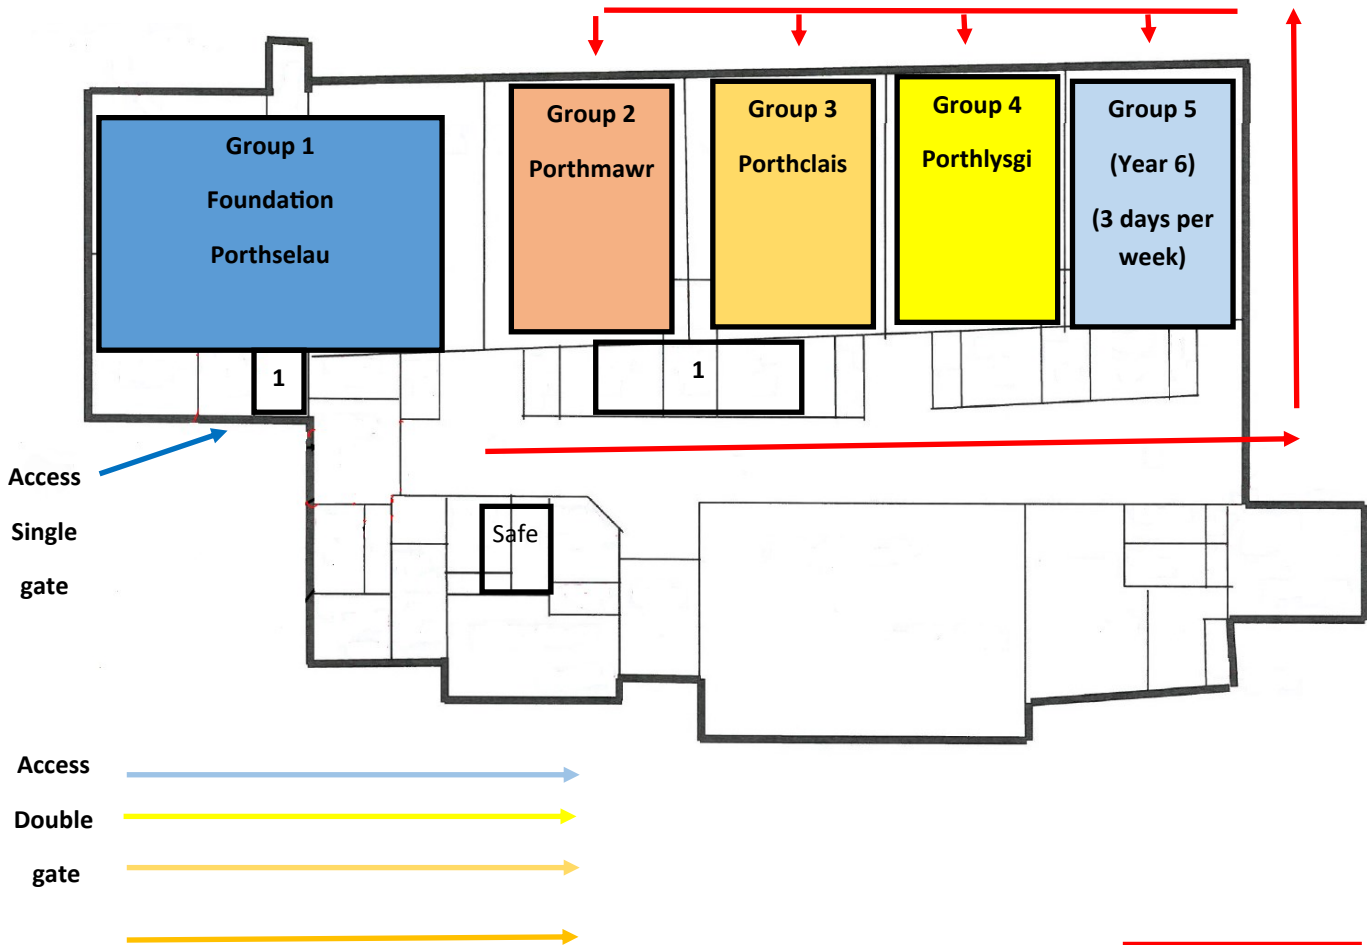 Group 1
Foundation
Porthselau
Group 2
Porthmawr
Group 3
Porthclais
Group 4
Porthlysgi
Group 5
(Year 6)
(3 days per
week)
1
1
Access
Single
gate
Safe
Access
Double
gate